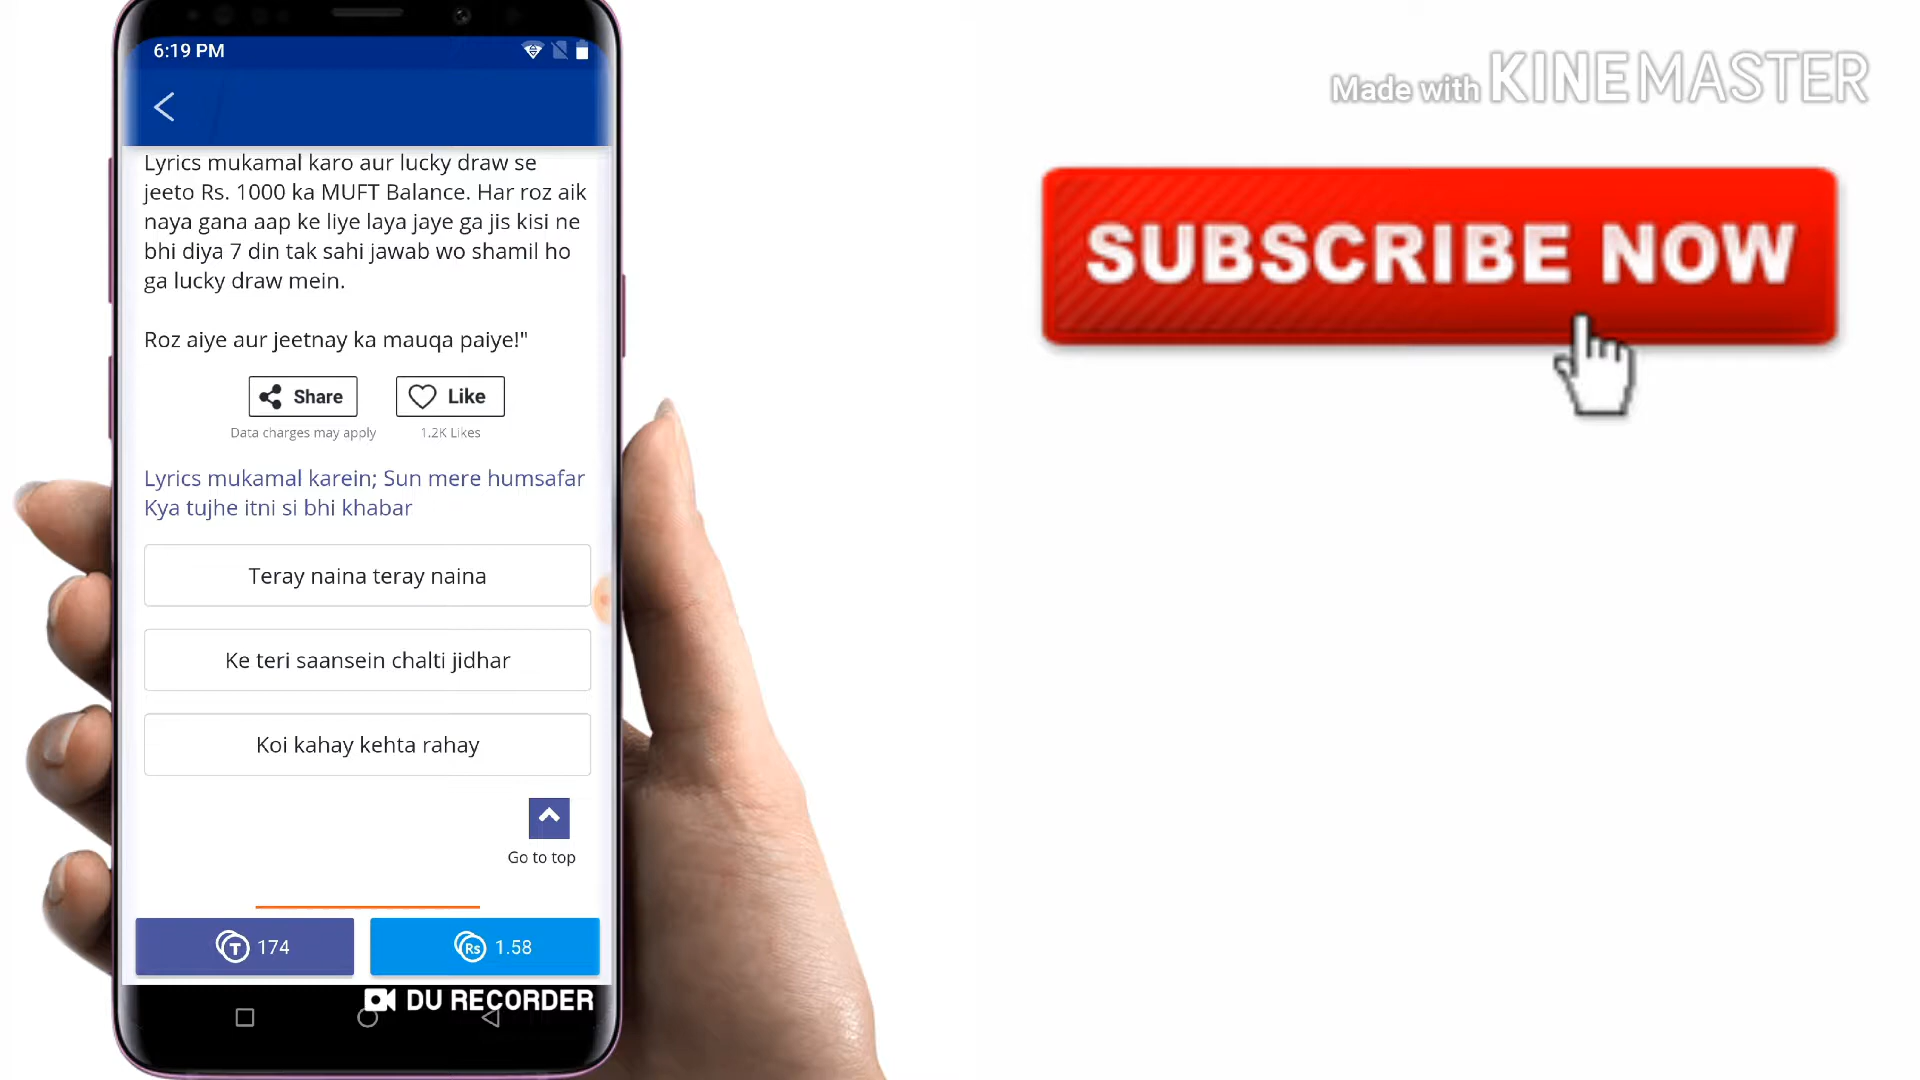 6:19 PM
Lyrics mukamal karo aur lucky draw se
jeeto Rs. 1000 ka MUFT Balance. Har roz aik
naya gana aap ke liye laya jaye ga jis kisi ne
bhi diya 7 din tak sahi jawab wo shamil ho
ga lucky draw mein.
Roz aiye aur jeetnay ka mauqa paiye!"
Share
Like
Data charges may apply
1.2K Likes
Lyrics mukamal karein; Sun mere humsafar
Kya tujhe itni si bhi khabar
Teray naina teray naina
Ke teri saansein chalti jidhar
Koi kahay kehta rahay
Go to top
T 174
Rs 1.58
DU RECORDER
Made with KINEMASTER
SUBSCRIBE NOW